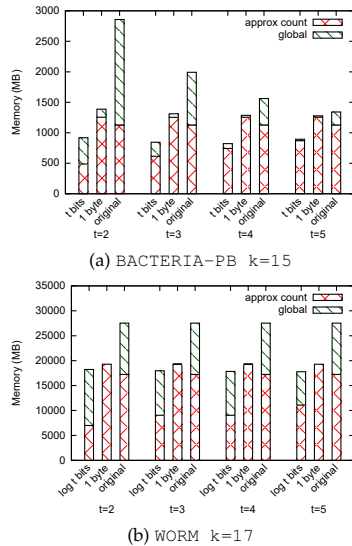 3000
2500
2000
1500
1000
500
0
Memory (MB)
approx count
global
t bits 1 byte original t bits 1 byte original t bits 1 byte original t bits 1 byte original
t=2 t=3 t=4 t=5
(a) BACTERIA-PB k=15
35000
30000
25000
20000
15000
10000
5000
0
Memory (MB)
approx count
global
log t bits 1 byte original log t bits 1 byte original log t bits 1 byte original log t bits 1 byte original
t=2 t=3 t=4 t=5
(b) WORM k=17